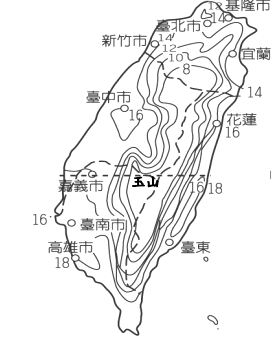 12 基隆市
臺北市 14
新竹市 14
12
10
8
宜蘭
14
臺中市
16
花蓮
16
玉山
嘉義市
16 18
16
臺南市
高雄市
18
臺東